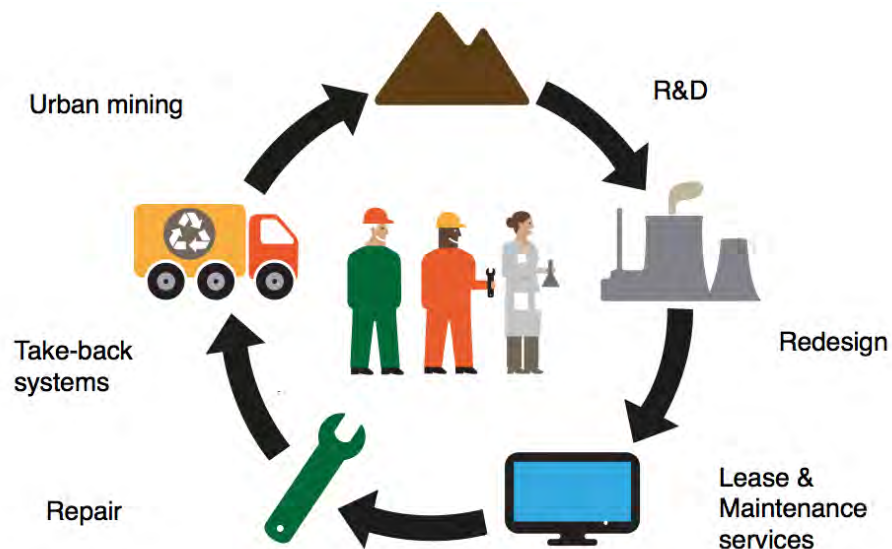 R&D
Urban mining
Redesign
Take-back
systems
Lease &
Maintenance
services
Repair